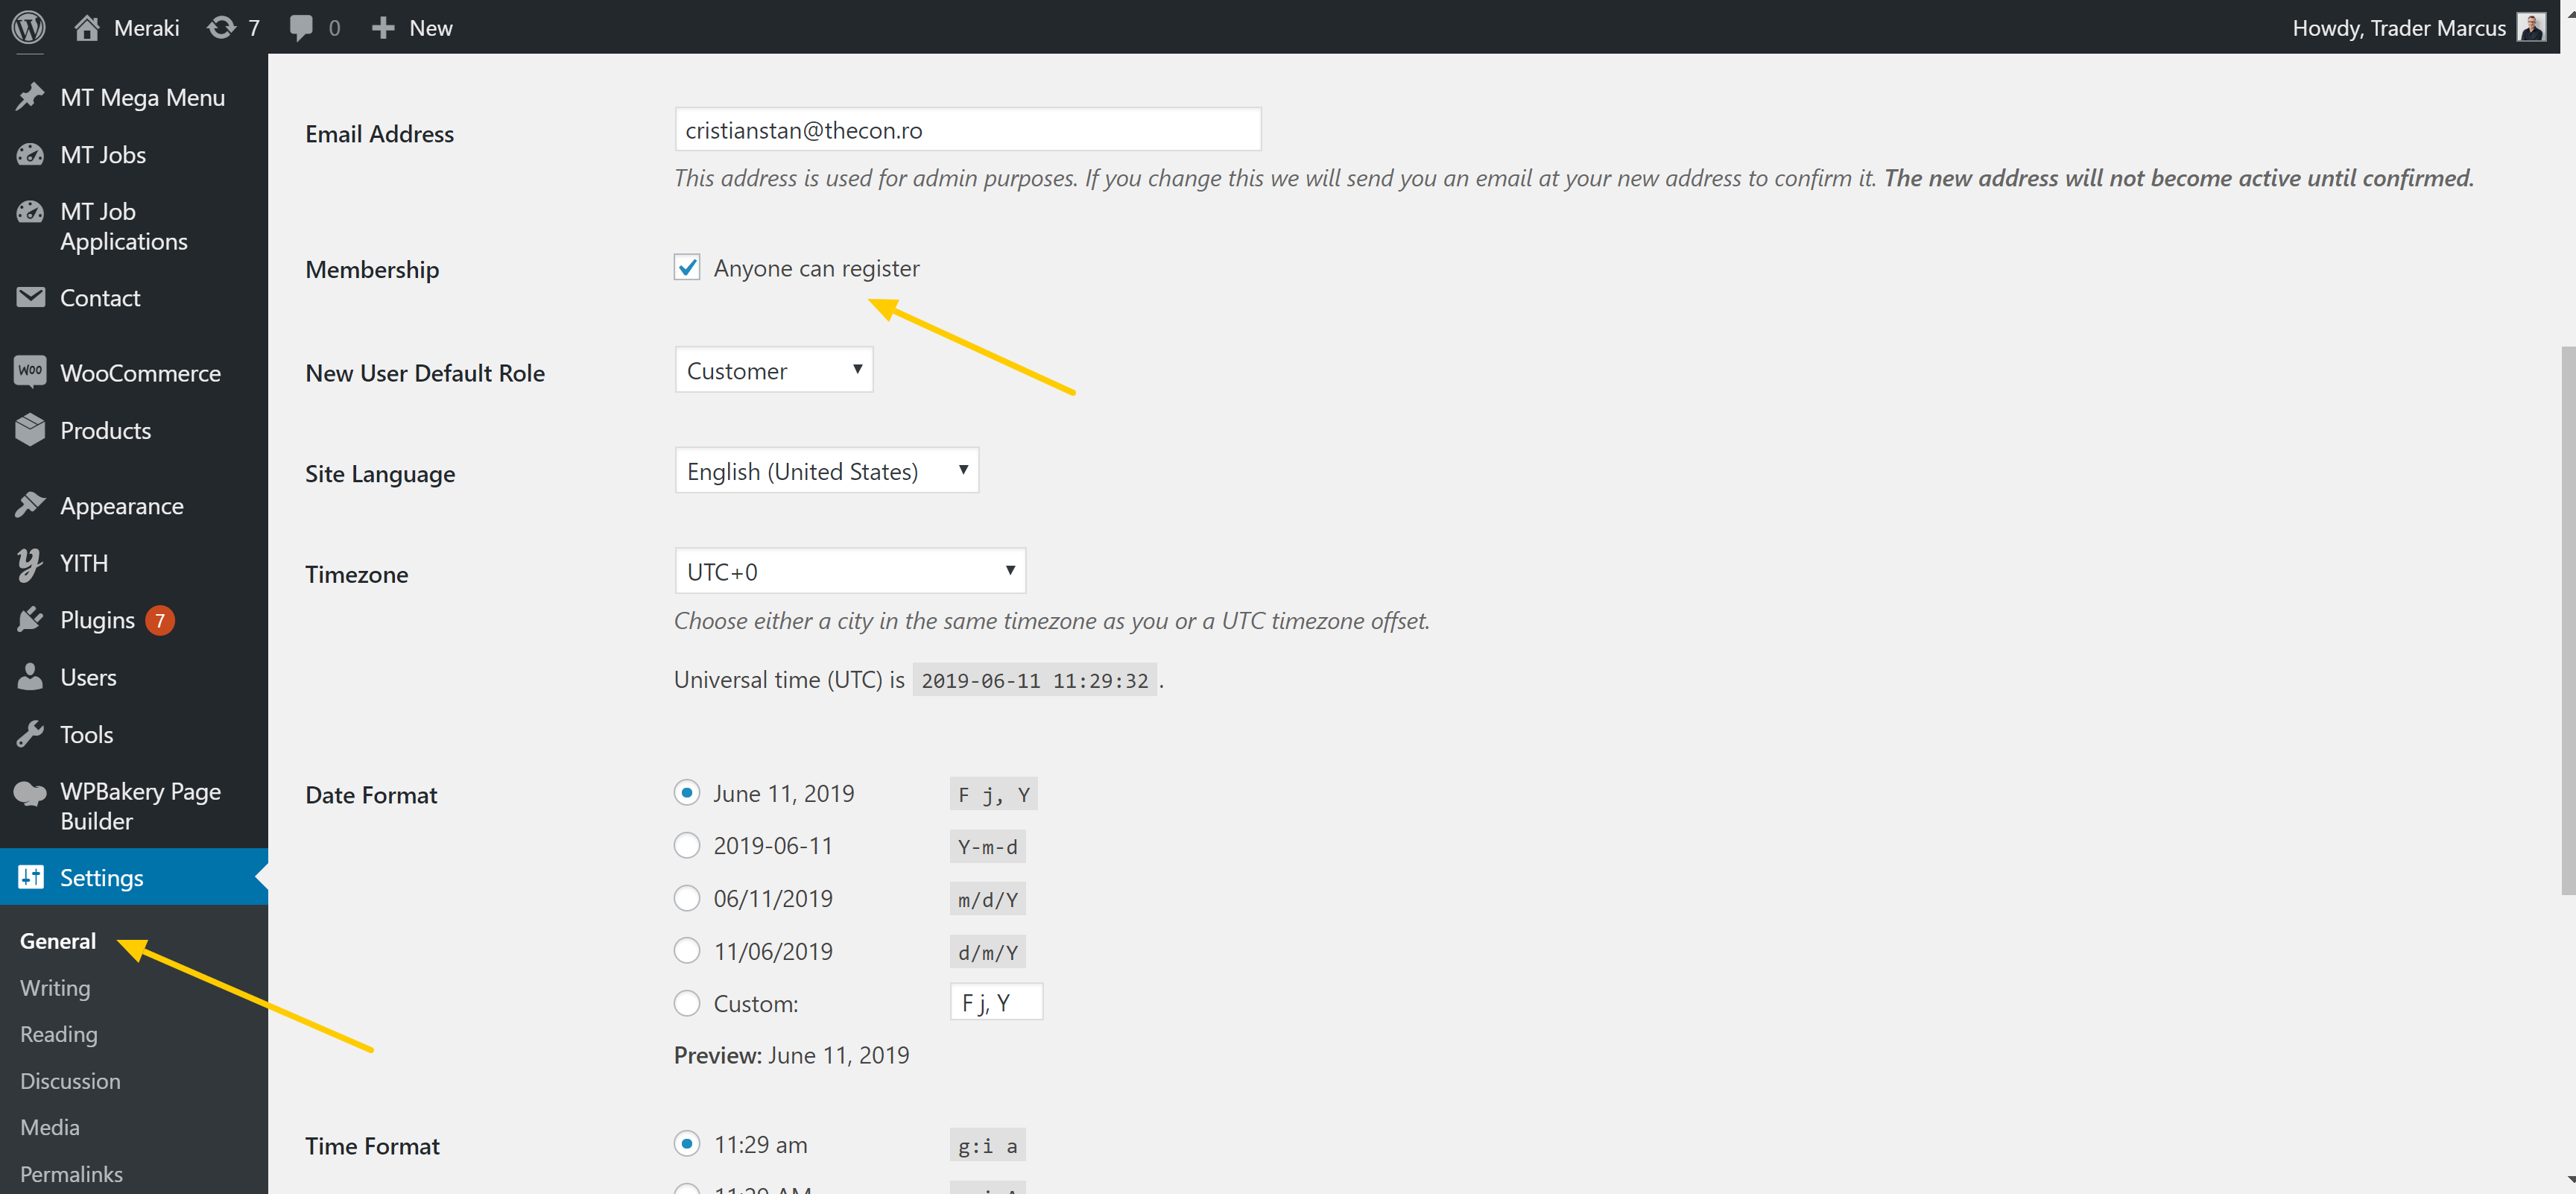 Meraki 7 0 New Howdy, Trader Marcus
MT Mega Menu
MT Jobs
MT Job
Applications
Contact
WOO WooCommerce
Products
Appearance
YITH
Plugins 7
Users
Tools
WPBakery Page
Builder
Settings
General
Writing
Reading
Discussion
Media
Permalinks
Email Address cristianstan@thecon.ro
This address is used for admin purposes. If you change this we will send you an email at your new address to confirm it. The new address will not become active until confirmed.
Membership Anyone can register
New User Default Role Customer
Site Language English (United States)
Timezone UTC+0
Choose either a city in the same timezone as you or a UTC timezone offset.
Universal time (UTC) is 2019-06-11 11:29:32 .
Date Format June 11, 2019 F j, Y
2019-06-11 Y-m-d
06/11/2019 m/d/Y
11/06/2019 d/m/Y
Custom: F j, Y
Preview: June 11, 2019
Time Format 11:29 am g:i a
11:29 AM